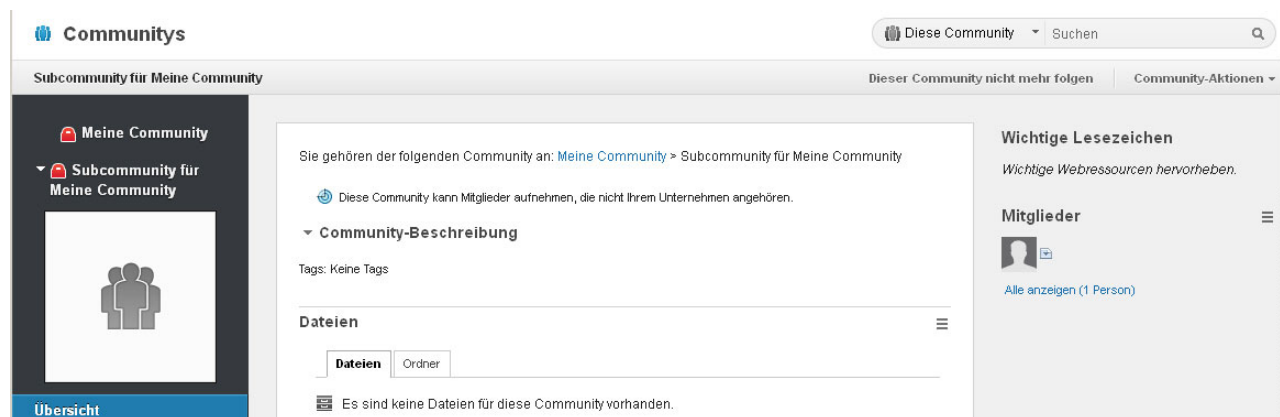 Communitys
Diese Community
Suchen
Subcommunity für Meine Community
Dieser Community nicht mehr folgen
Community-Aktionen
Meine Community
Subcommunity für
Meine Community
Übersicht
Sie gehören der folgenden Community an: Meine Community > Subcommunity für Meine Community
Diese Community kann Mitglieder aufnehmen, die nicht Ihrem Unternehmen angehören.
Community-Beschreibung
Tags: Keine Tags
Dateien
Dateien
Ordner
Es sind keine Dateien für diese Community vorhanden.
Wichtige Lesezeichen
Wichtige Webressourcen hervorheben.
Mitglieder
Alle anzeigen (1 Person)